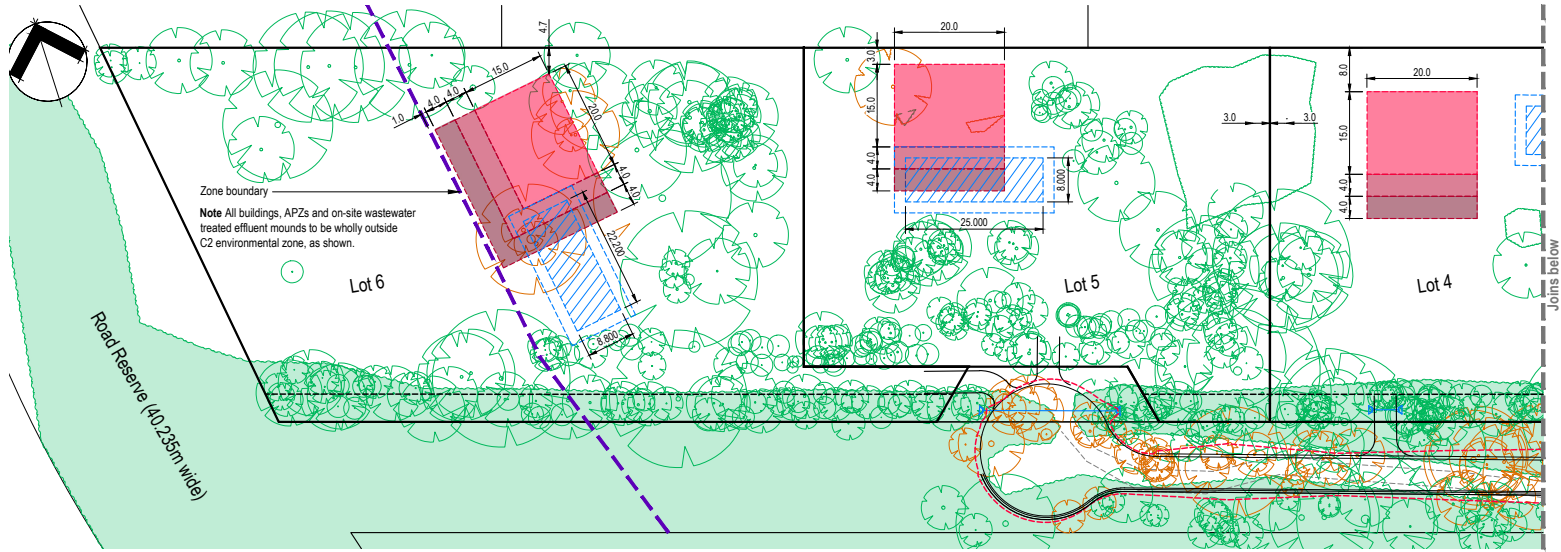 4.7
15.0
4.0
4.0
1.0
20.0
4.0
4.0
22.200
8.800
Zone boundary
Note All buildings, APZs and on-site wastewater
treated effluent mounds to be wholly outside
C2 environmental zone, as shown.
Lot 6
Road Reserve (40.235m wide)
20.0
3.0
15.0
4.0
4.0
8.000
25.000
Lot 5
3.0
3.0
8.0
20.0
15.0
4.0
4.0
Lot 4
Joins below